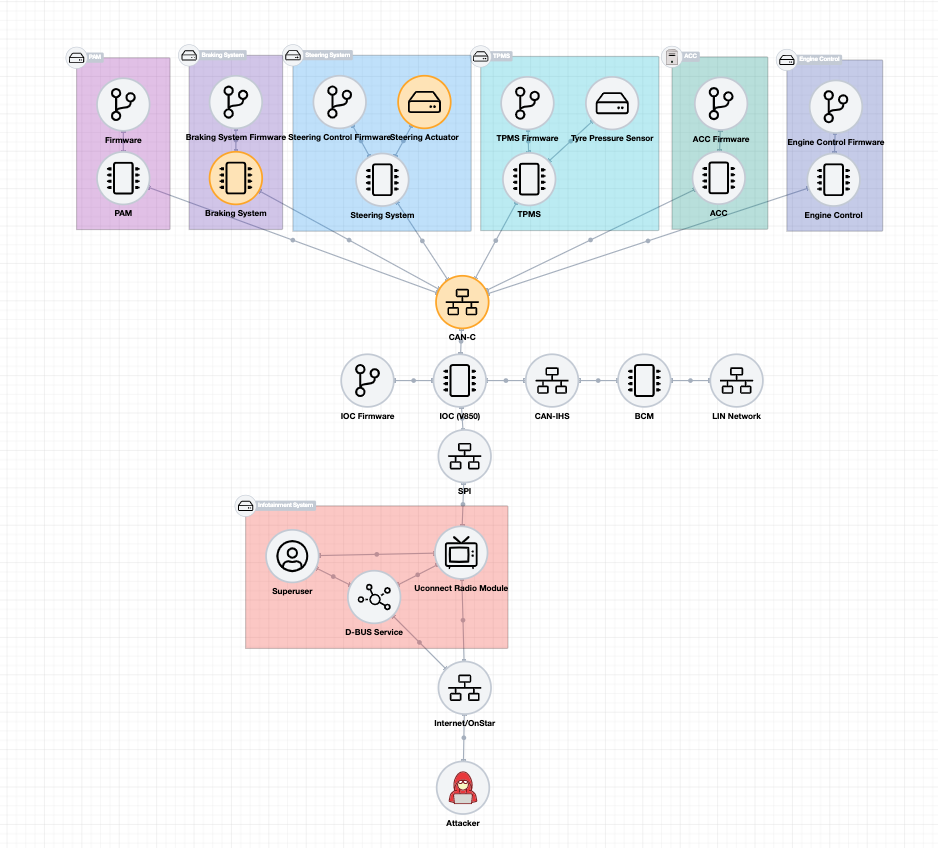 PAM
Braking System
Steering System
TPMS
ACC
Engine Control
Firmware
Braking System Firmware
Steering Control Firmware
Steering Actuator
TPMS Firmware
Tyre Pressure Sensor
ACC Firmware
Engine Control Firmware
PAM
Braking System
Steering System
TPMS
ACC
Engine Control
CAN-C
IOC Firmware
IOC (V850)
CAN-IHS
BCM
LIN Network
SPI
Infotainment System
Superuser
Uconnect Radio Module
D-BUS Service
Internet/OnStar
Attacker